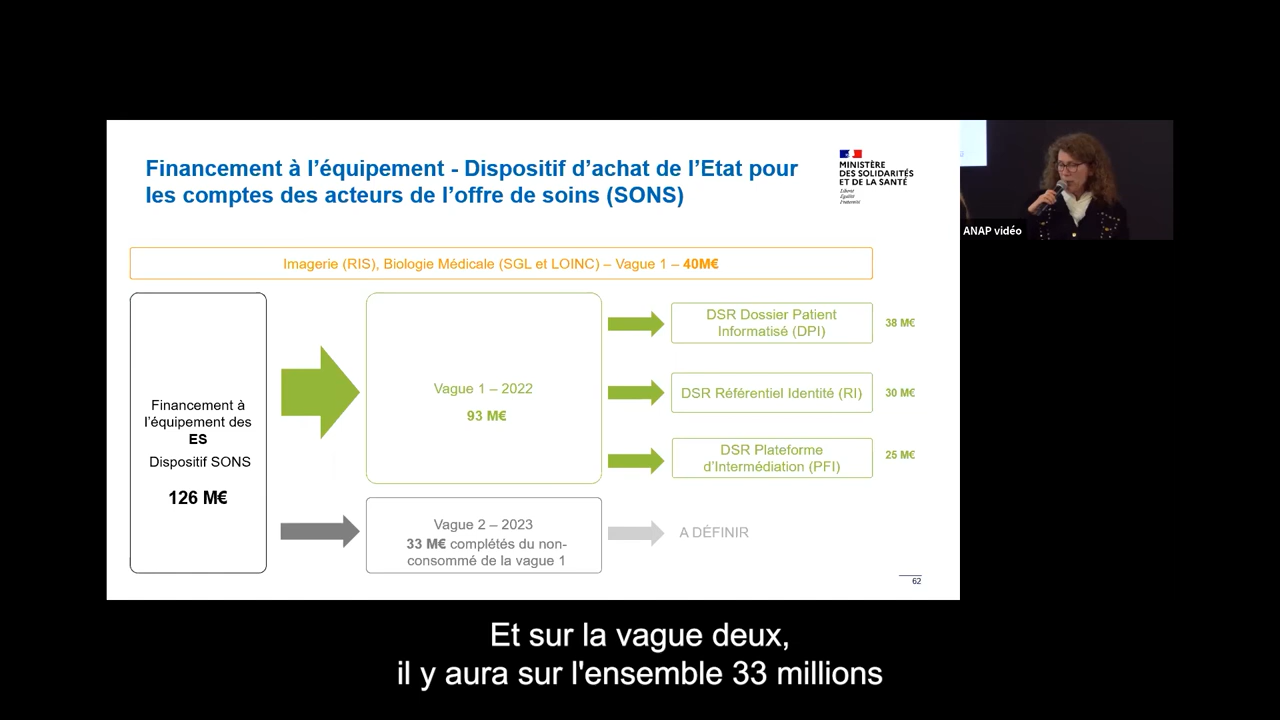 Financement à l’équipement - Dispositif d’achat de l’Etat pour
les comptes des acteurs de l’offre de soins (SONS)
MINISTÈRE
DES SOLIDARITÉS
ET DE LA SANTÉ
Liberté
Égalité
Fraternité
ANAP vidéo
Imagerie (RIS), Biologie Médicale (SGL et LOINC) – Vague 1 – 40M€
Financement à
l’équipement des
ES
Dispositif SONS
126 M€
Vague 1 – 2022
93 M€
DSR Dossier Patient
Informatisé (DPI)
38 M€
DSR Référentiel Identité (RI)
30 M€
DSR Plateforme
d’Intermédiation (PFI)
25 M€
Vague 2 – 2023
33 M€ complétés du non-
consommé de la vague 1
A DÉFINIR
62
Et sur la vague deux,
il y aura sur l'ensemble 33 millions